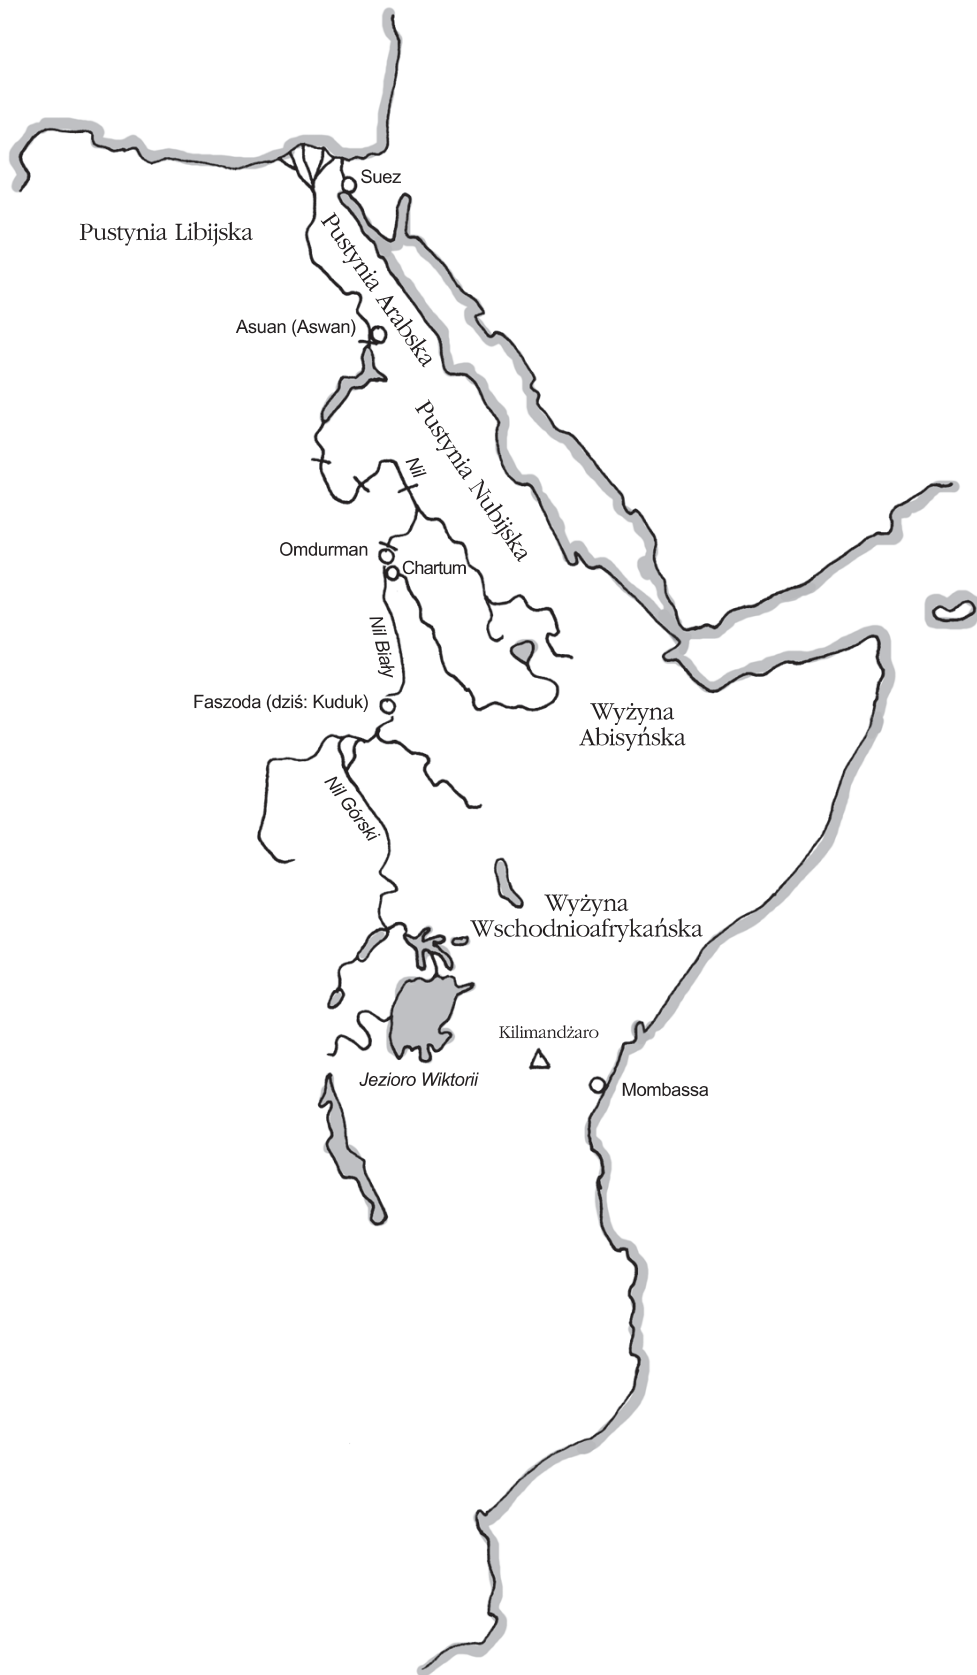 Suez
Pustynia Libijska
Pustynia Arabska
Asuan (Aswan)
Pustynia Nubijska
Nil
Omdurman
Chartum
Nil Biały
Faszoda (dziś: Kuduk)
Wyżyna
Abisyńska
Nil Górski
Wyżyna
Wschodnioafrykańska
Kilimandżaro
Jezioro Wiktorii
Mombassa